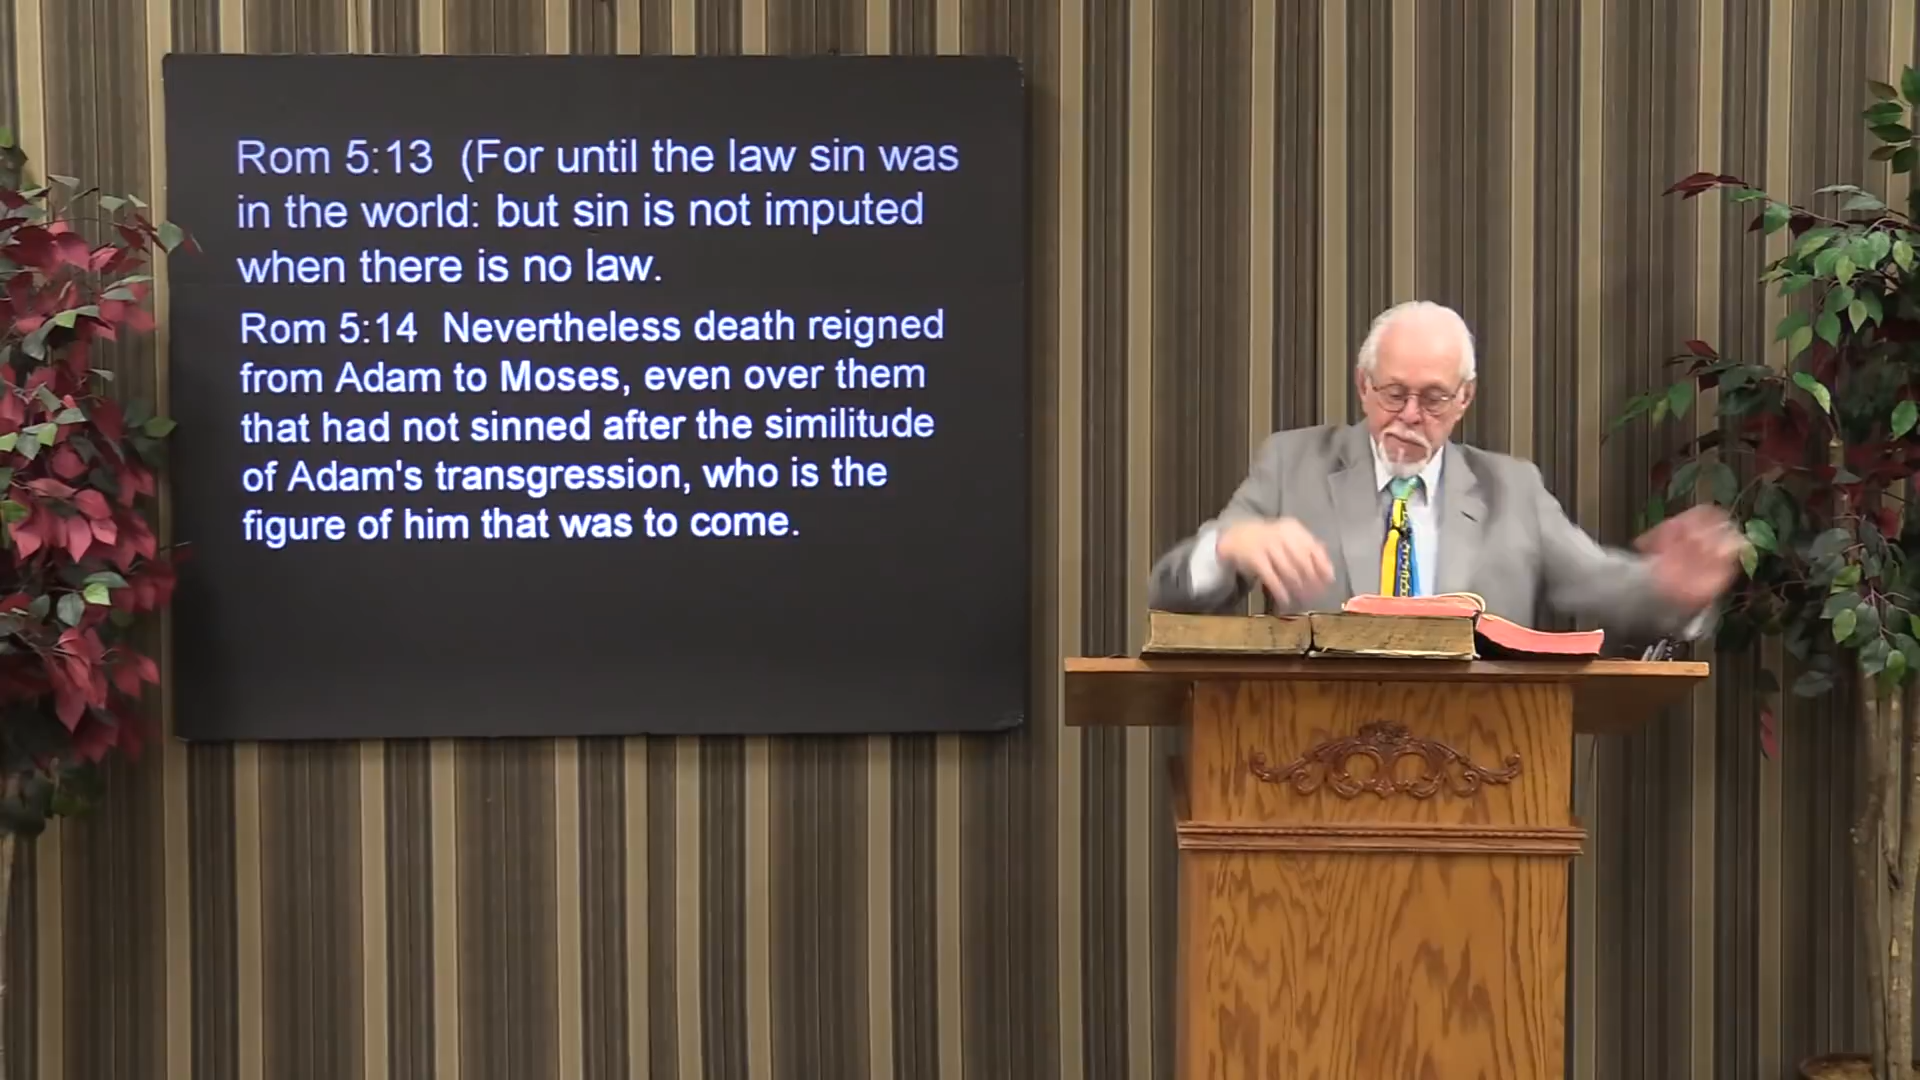 Rom 5:13  (For until the law sin was
in the world: but sin is not imputed
when there is no law.
Rom 5:14  Nevertheless death reigned
from Adam to Moses, even over them
that had not sinned after the similitude
of Adam's transgression, who is the
figure of him that was to come.